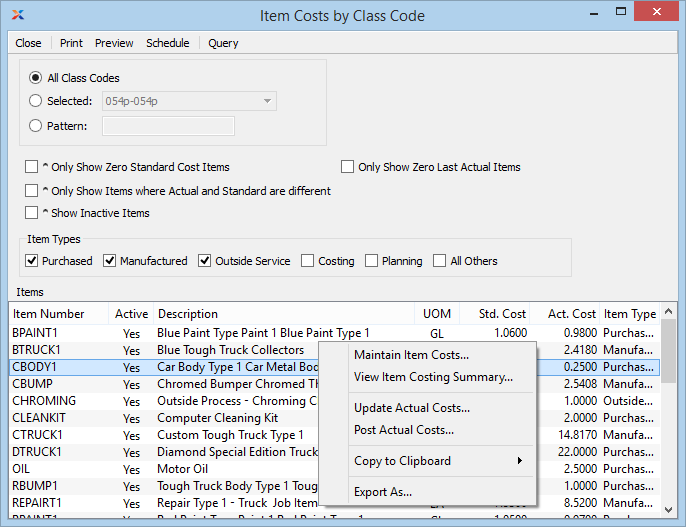 Item Costs by Class Code
Close Print Preview Schedule Query
All Class Codes
Selected: 054p-054p
Pattern:
^ Only Show Zero Standard Cost Items Only Show Zero Last Actual Items
^ Only Show Items where Actual and Standard are different
^ Show Inactive Items
Item Types
Purchased Manufactured Outside Service Costing Planning All Others
Items
Item Number Active Description UOM Std. Cost Act. Cost Item Type
BPAINT1 Yes Blue Paint Type Paint 1 Blue Paint Type 1 GL 1.0600 0.9800 Purchas...
BTRUCK1 Yes Blue Tough Truck Collectors 2.4180 Manufa...
CBODY1 Yes Car Body Type 1 Car Metal Bod 0.2500 Purchas...
CBUMP Yes Chromed Bumper Chromed Th 2.5408 Manufa...
CHROMING Yes Outside Process - Chroming C 1.0000 Outside...
CLEANKIT Yes Computer Cleaning Kit 2.0000 Purchas...
CTRUCK1 Yes Custom Tough Truck Type 1 14.8170 Manufa...
DTRUCK1 Yes Diamond Special Edition Truck 22.0000 Purchas...
OIL Yes Motor Oil 2.5000 Purchas...
RBUMP1 Yes Tough Truck Body Type 1 Toug 1.0000 Purchas...
REPAIRT1 Yes Repair Type 1 - Truck Job Item 8.5200 Manufa...
Maintain Item Costs...
View Item Costing Summary...
Update Actual Costs...
Post Actual Costs...
Copy to Clipboard
Export As...